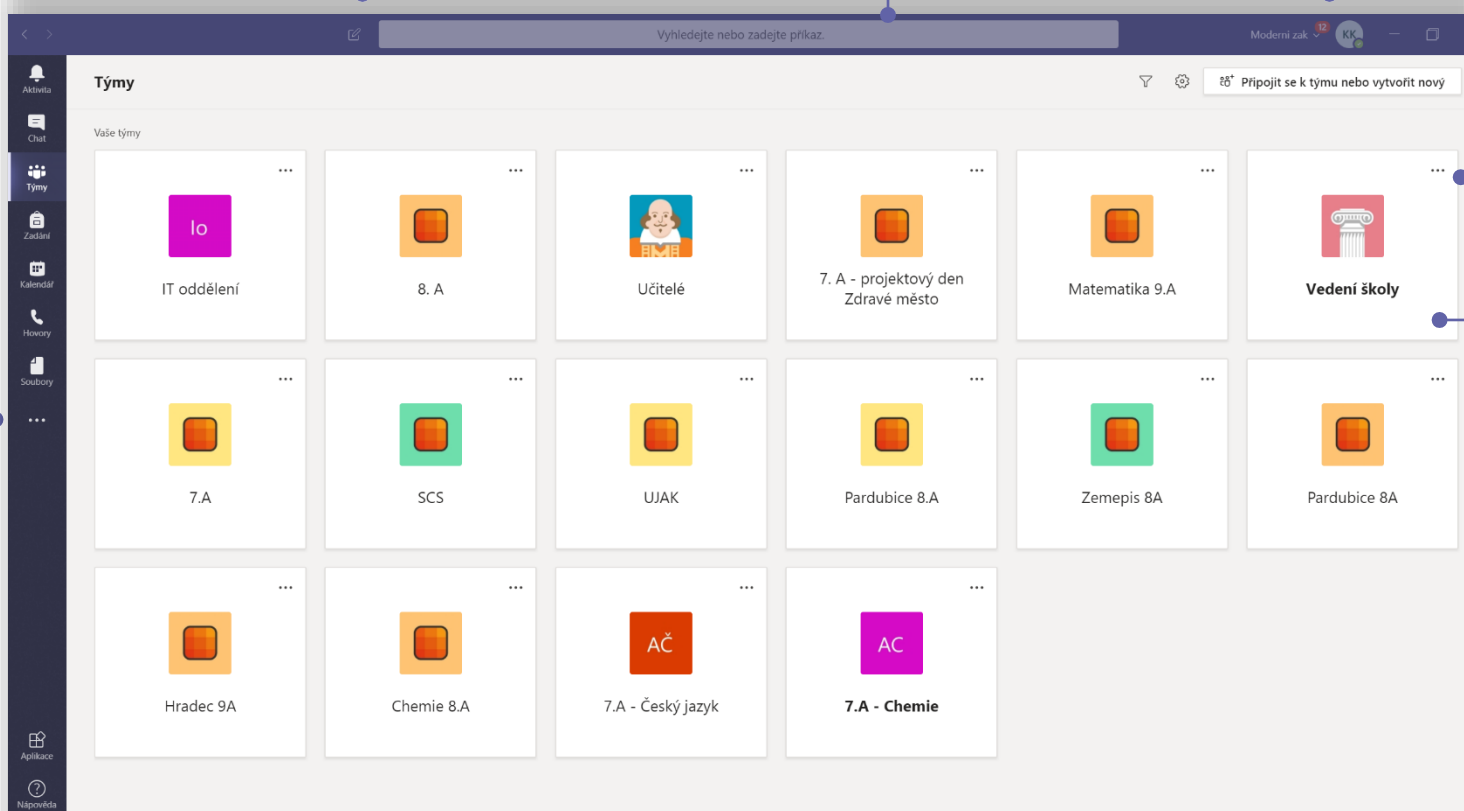 Vyhledejte nebo zadejte příkaz.
Moderni zak
12
KK
Aktivita
Chat
Týmy
Zadání
Kalendář
Hovory
Soubory
Aplikace
Nápověda
Týmy
Připojit se k týmu nebo vytvořit nový
Vaše týmy
Io
IT oddělení
8. A
Učitelé
7. A - projektový den
Zdravé město
Matematika 9.A
Vedení školy
7.A
SCS
UJAK
Pardubice 8.A
Zemepis 8A
Pardubice 8A
Hradec 9A
Chemie 8.A
AČ
7.A - Český jazyk
AC
7.A - Chemie